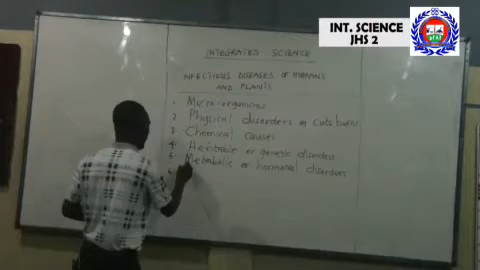 INT. SCIENCE
JHS 2
INTEGRATED SCIENCE
INFECTIOUS DISEASES OF HUMANS
AND PLANTS
1. Micro-organisms
2. Physical disorders or cuts burns
3. Chemical causes
4. Heritable or genetic disorders
5. Metabolic or hormonal disorders
6